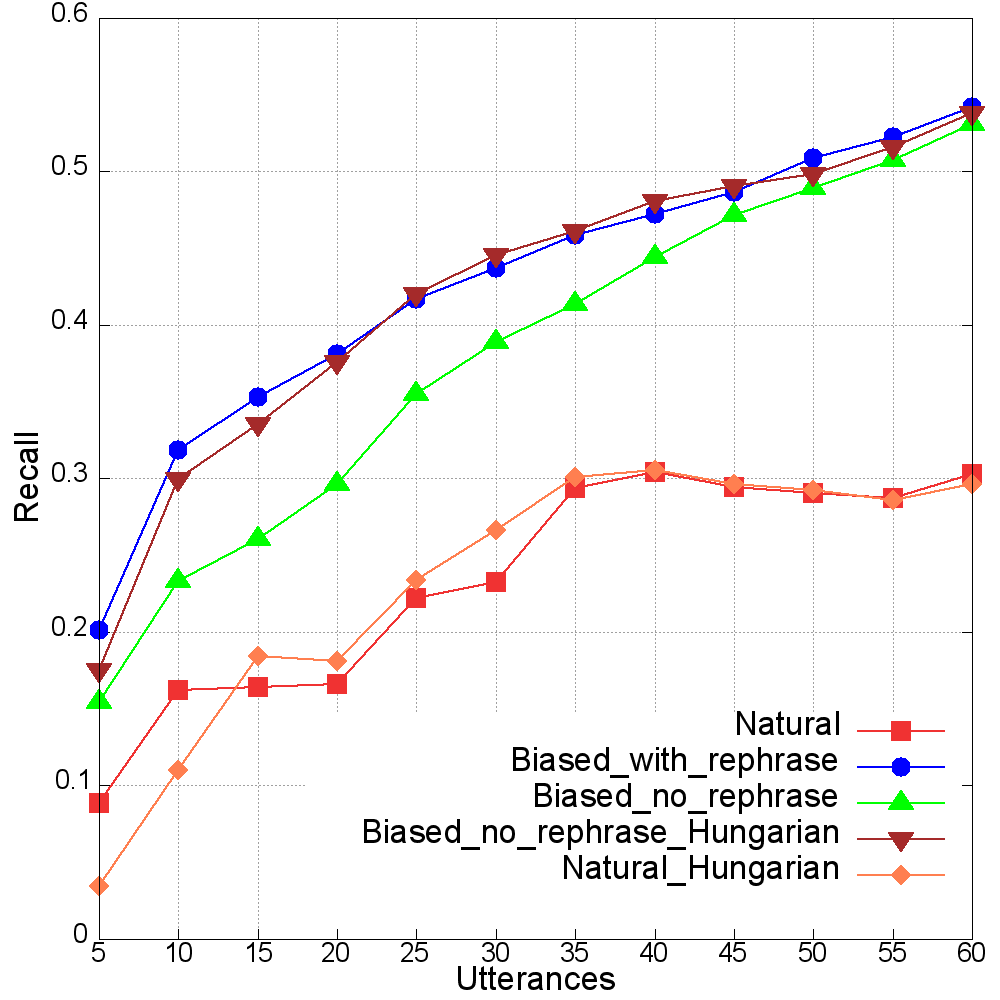 0.6
0.5
0.4
0.3
0.2
0.1
0
Recall
Natural
Biased_with_rephrase
Biased_no_rephrase
Biased_no_rephrase_Hungarian
Natural_Hungarian
5 10 15 20 25 30 35 40 45 50 55 60
Utterances